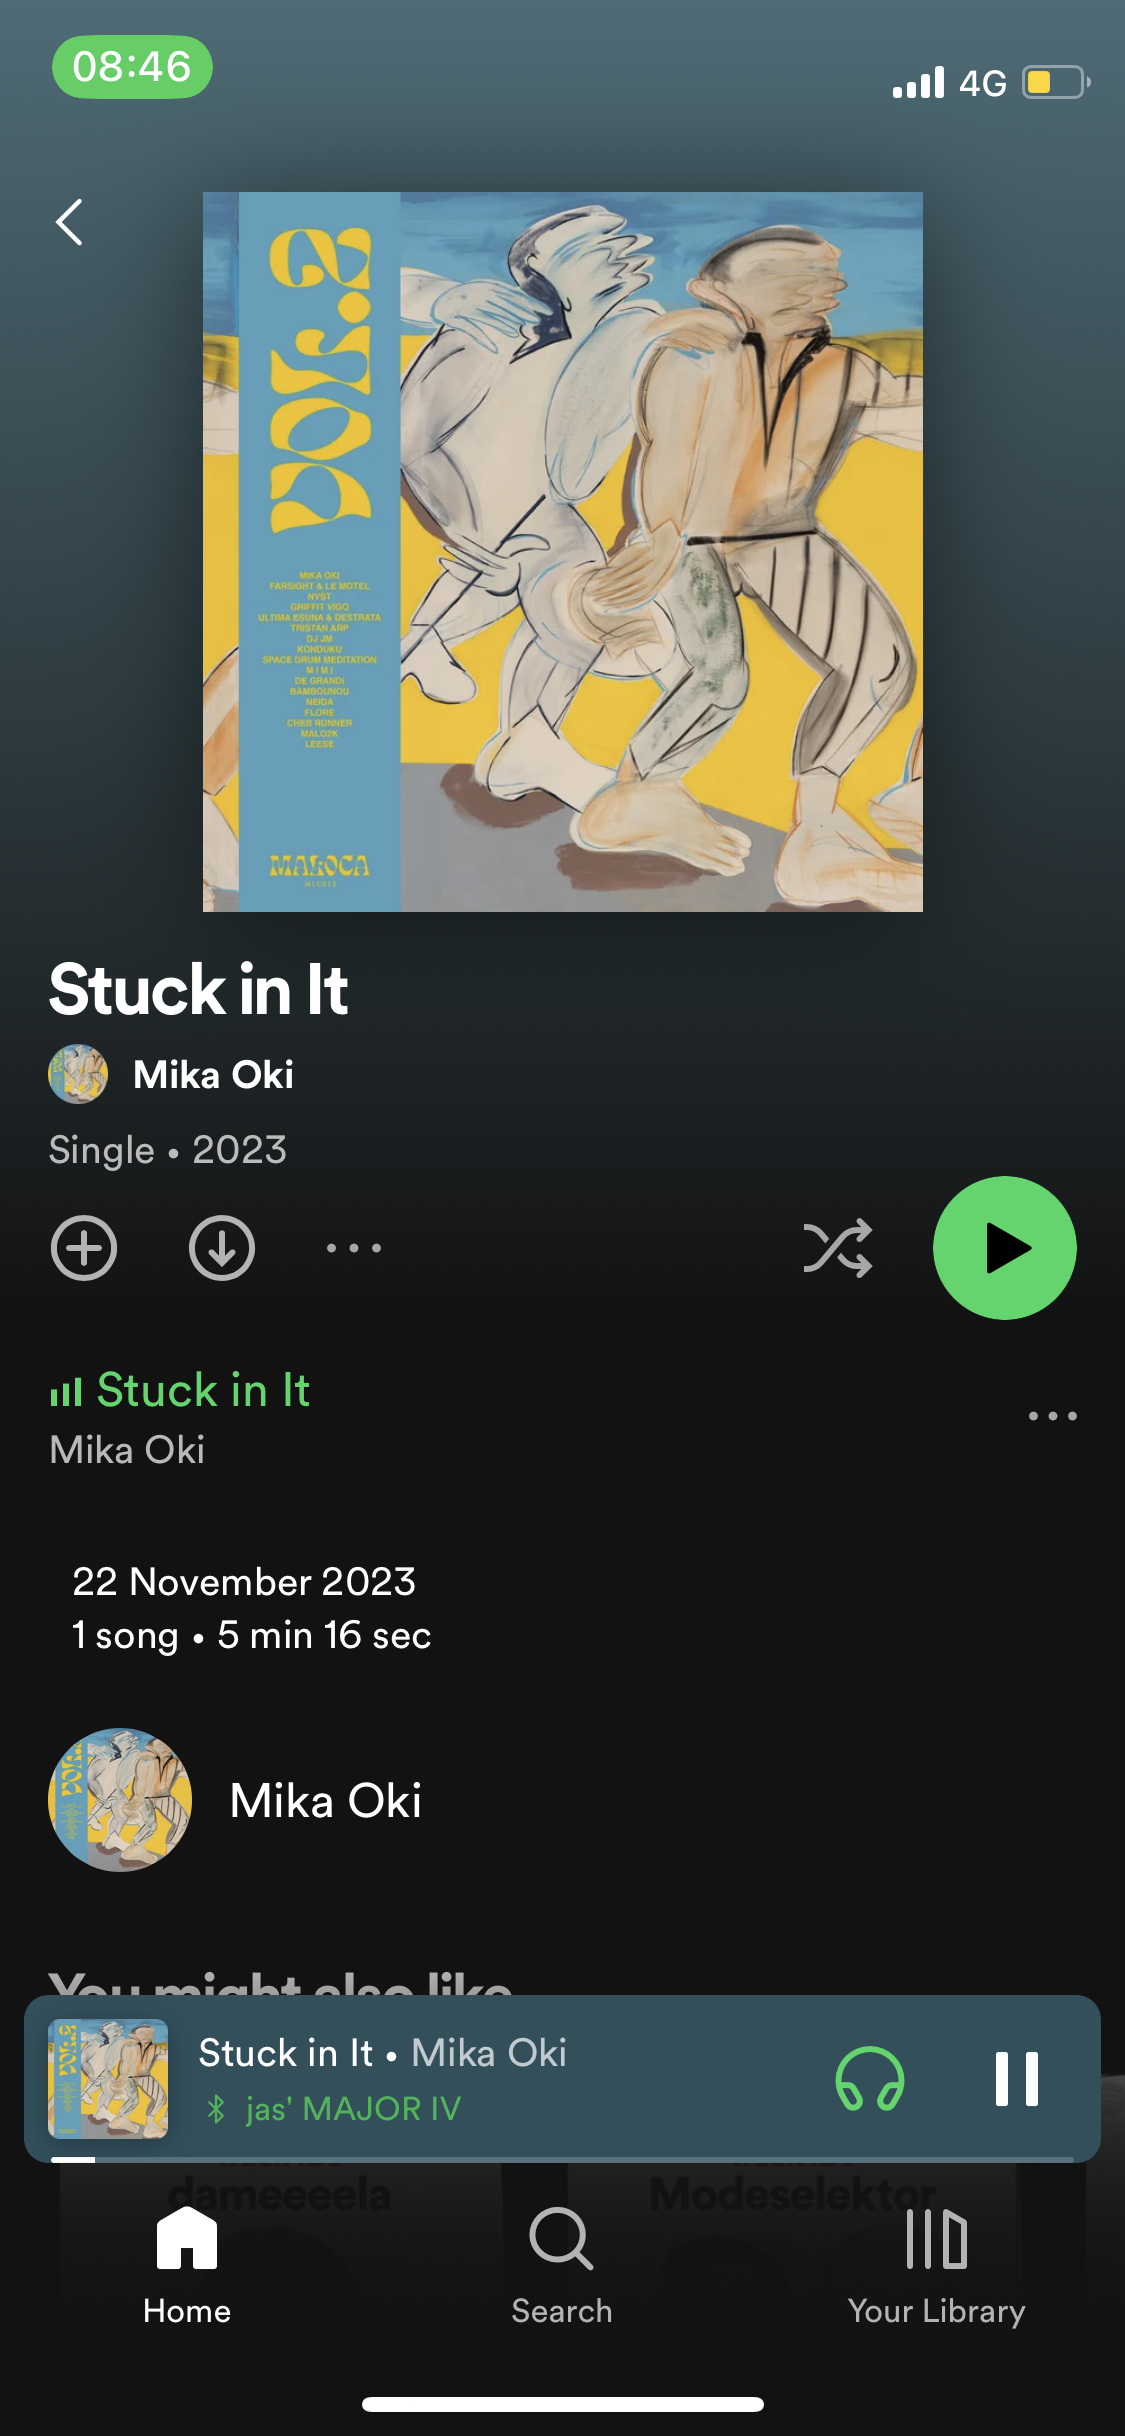 08:46
4G
VOL.2
MIKA OKI
FARSIGHT & LE MOTEL
NVST
GRIFFIT VIGO
ULTIMA ESUNA & DESTRATA
TRISTAN ARP
DJ JM
KONDUKU
SPACE DRUM MEDITATION
M I M I
DE GRANDI
BAMBOUNOU
NEIDA
FLORE
CHEB RUNNER
MALO2K
LEESE
MALOCA
MLC013
Stuck in It
Mika Oki
Single • 2023
Stuck in It
Mika Oki
22 November 2023
1 song • 5 min 16 sec
Mika Oki
You might also like
Stuck in It • Mika Oki
jas' MAJOR IV
dameeeela
Modeselektor
Home
Search
Your Library